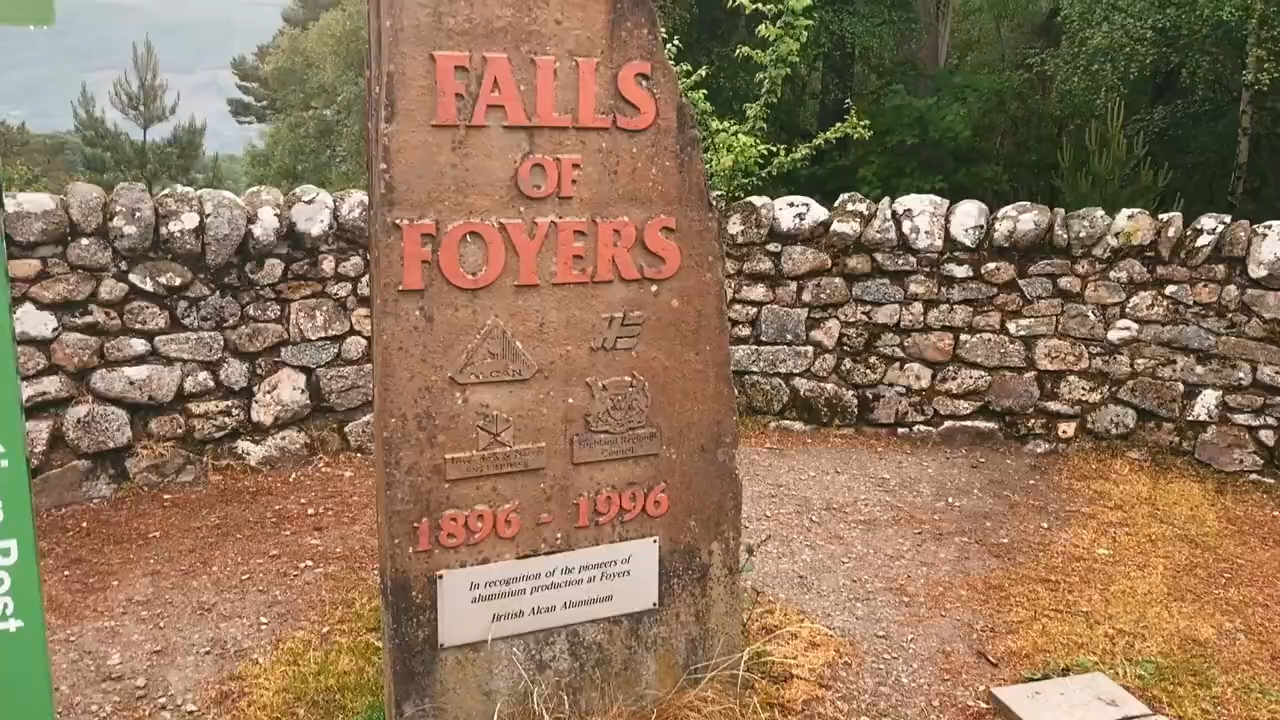 FALLS
OF
FOYERS
ALCAN
Highland Regional
Council
1896 - 1996
In recognition of the pioneers of
aluminium production at Foyers
British Alcan Aluminium
Post